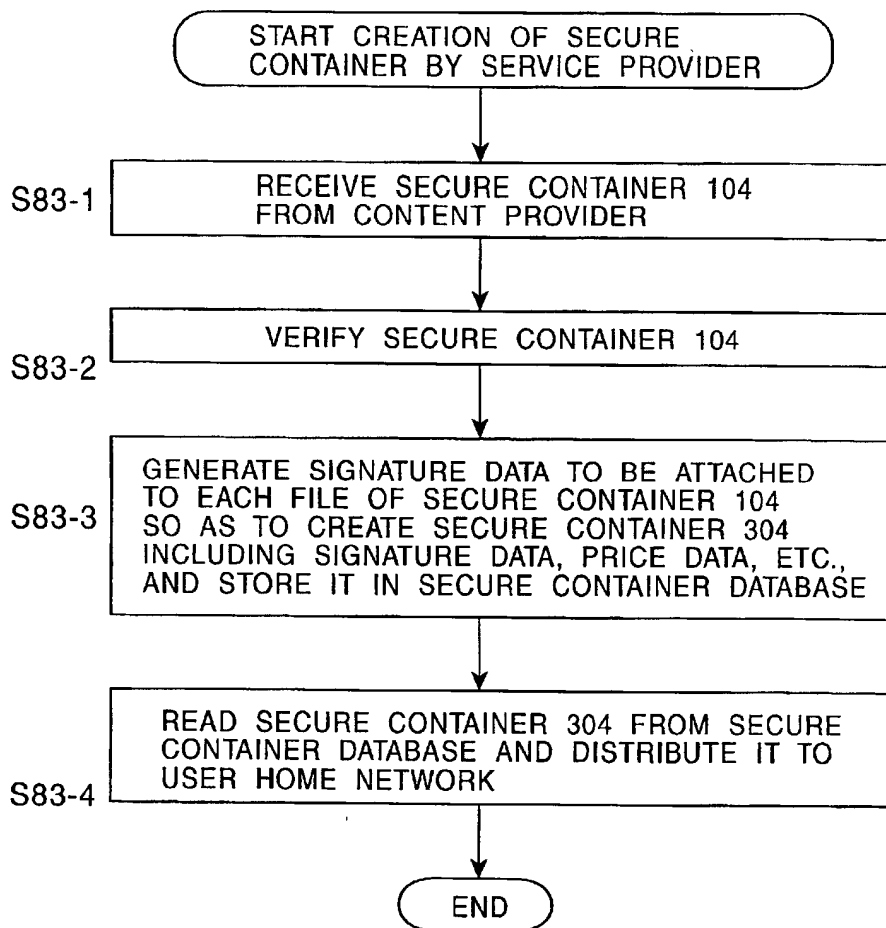 START CREATION OF SECURE
CONTAINER BY SERVICE PROVIDER
S83-1
RECEIVE SECURE CONTAINER 104
FROM CONTENT PROVIDER
VERIFY SECURE CONTAINER 104
S83-2
GENERATE SIGNATURE DATA TO BE ATTACHED
TO EACH FILE OF SECURE CONTAINER 104
S83-3
SO AS TO CREATE SECURE CONTAINER 304
INCLUDING SIGNATURE DATA, PRICE DATA, ETC.,
AND STORE IT IN SECURE CONTAINER DATABASE
READ SECURE CONTAINER 304 FROM SECURE
CONTAINER DATABASE AND DISTRIBUTE IT TO
USER HOME NETWORK
S83-4
END